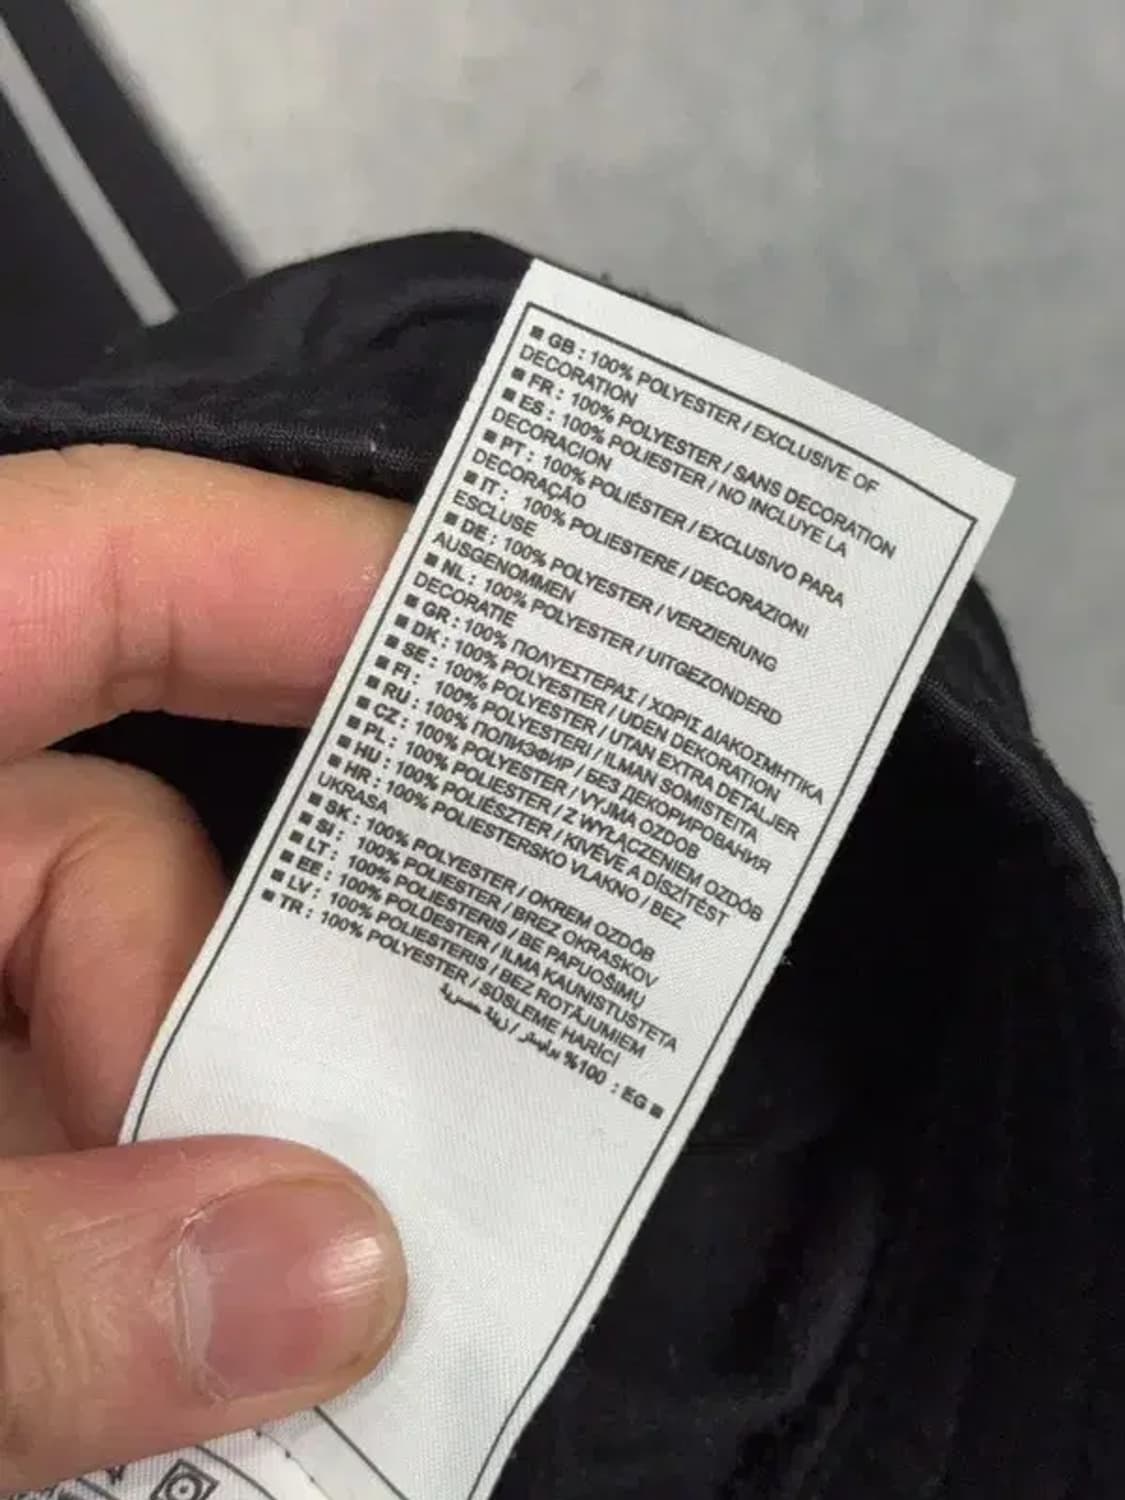 ■ GB : 100% POLYESTER / EXCLUSIVE OF
DECORATION
■ FR : 100% POLYESTER / SANS DECORATION
■ ES : 100% POLIESTER / NO INCLUYE LA
DECORACION
■ PT : 100% POLIÉSTER / EXCLUSIVO PARA
DECORAÇÃO
■ IT : 100% POLIESTERE / DECORAZIONI
ESCLUSE
■ DE : 100% POLYESTER / VERZIERUNG
AUSGENOMMEN
■ NL : 100% POLYESTER / UITGEZONDERD
DECORATIE
■ GR : 100% ΠΟΛΥΕΣΤΕΡΑΣ / ΧΩΡΙΣ ΔΙΑΚΟΣΜΗΤΙΚΑ
■ DK : 100% POLYESTER / UDEN DEKORATION
■ SE : 100% POLYESTER / UTAN EXTRA DETALJER
■ FI : 100% POLYESTERI / ILMAN SOMISTEITA
■ RU : 100% ПОЛИЭФИР / БЕЗ ДЕКОРИРОВАНИЯ
■ CZ : 100% POLYESTER / VYJMA OZDOB
■ PL : 100% POLIESTER / Z WYŁĄCZENIEM OZDÓB
■ HU : 100% POLIÉSZTER / KIVÉVE A DÍSZÍTÉST
■ HR : 100% POLIESTERSKO VLAKNO / BEZ
UKRASA
■ SK : 100% POLYESTER / OKREM OZDÔB
■ SI : 100% POLIESTER / BREZ OKRASKOV
■ LT : 100% POLIESTERIS / BE PAPUOŠIMŲ
■ EE : 100% POLÜESTER / ILMA KAUNISTUSTETA
■ LV : 100% POLIESTERIS / BEZ ROTĀJUMIEM
■ TR : 100% POLYESTER / SÜSLEME HARİCİ
■ EG : 100% بوليستر / زينة حصرية